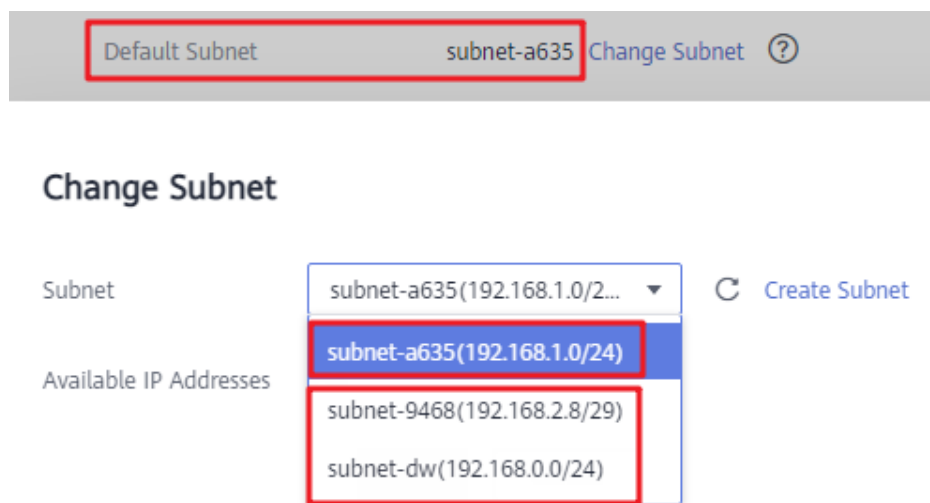 Default Subnet subnet-a635 Change Subnet ?
Change Subnet
Subnet subnet-a635(192.168.1.0/2... Create Subnet
subnet-a635(192.168.1.0/24)
Available IP Addresses
subnet-9468(192.168.2.8/29)
subnet-dw(192.168.0.0/24)